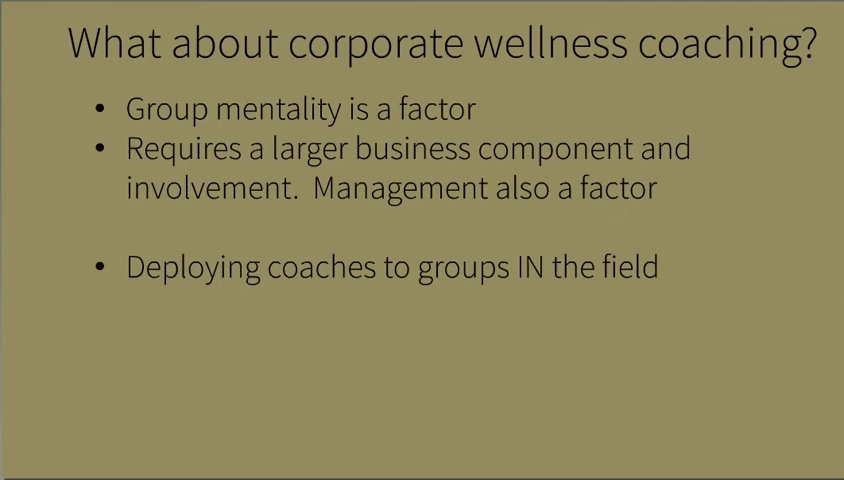 What about corporate wellness coaching?
• Group mentality is a factor
• Requires a larger business component and
involvement.  Management also a factor
• Deploying coaches to groups IN the field